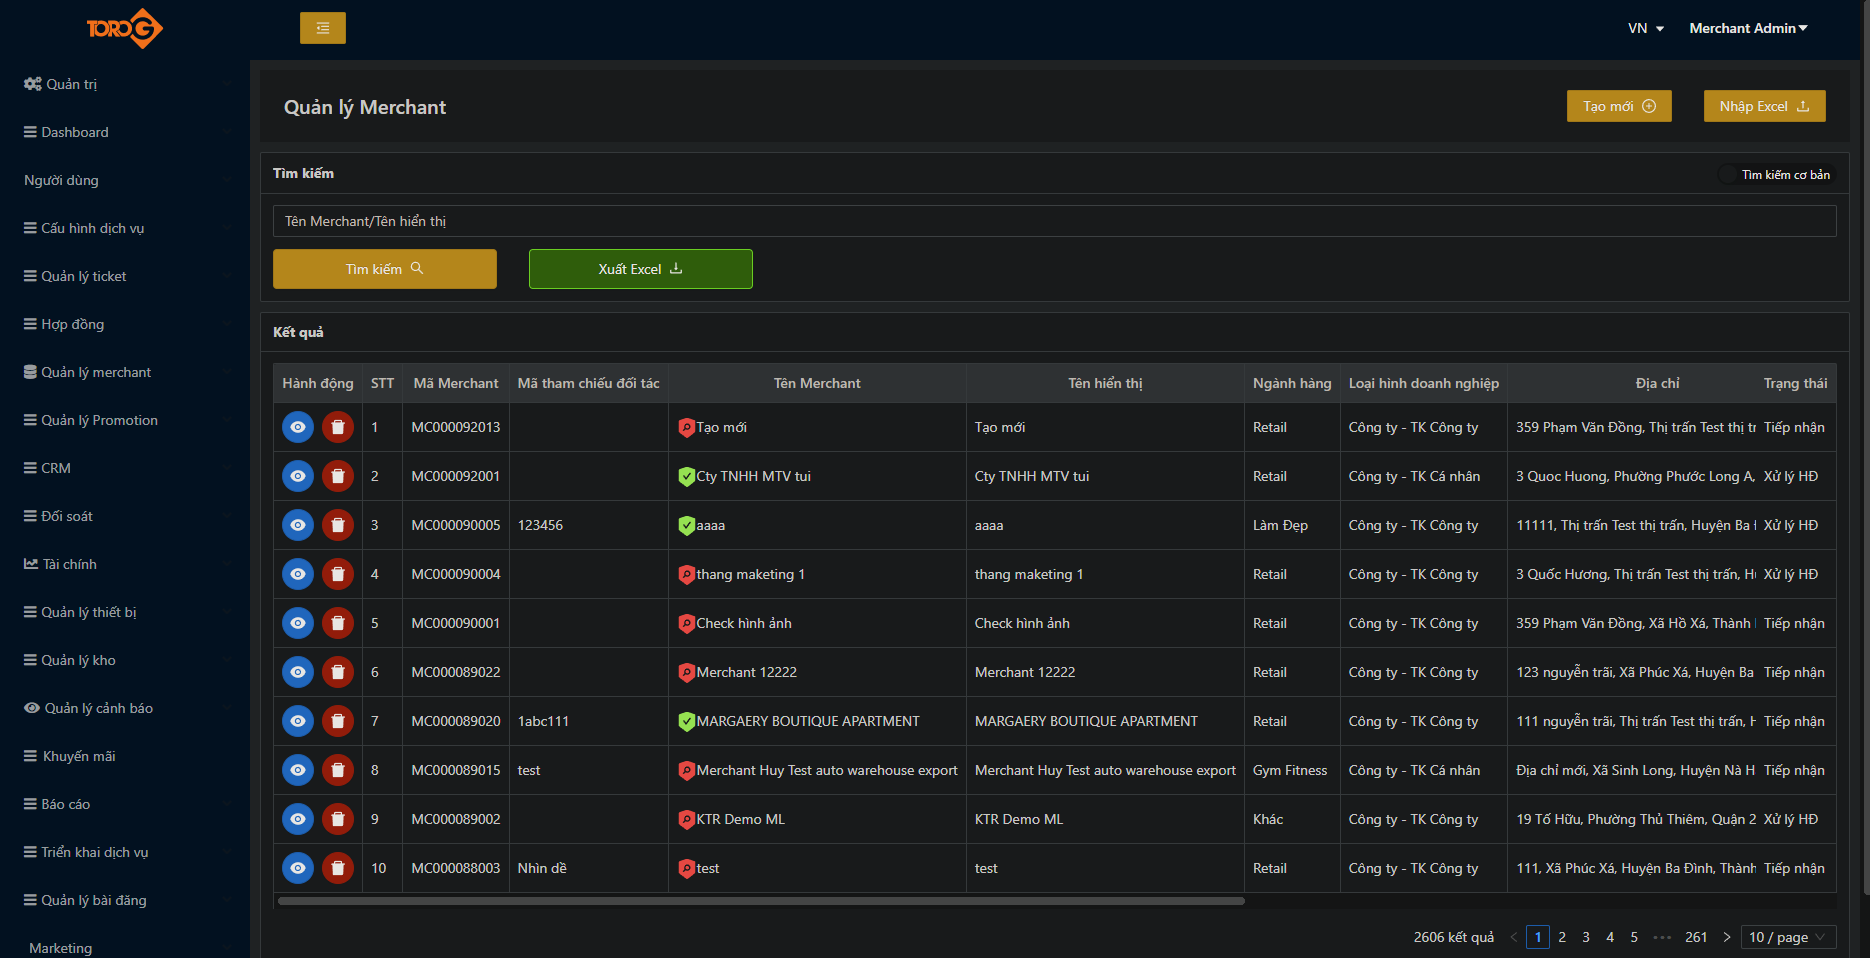 TOROG
VN
Merchant Admin
Quản trị
Dashboard
Người dùng
Cấu hình dịch vụ
Quản lý ticket
Hợp đồng
Quản lý merchant
Quản lý Promotion
CRM
Đối soát
Tài chính
Quản lý thiết bị
Quản lý kho
Quản lý cảnh báo
Khuyến mãi
Báo cáo
Triển khai dịch vụ
Quản lý bài đăng
Marketing
Quản lý Merchant
Tạo mới
Nhập Excel
Tìm kiếm
Tìm kiếm cơ bản
Tên Merchant/Tên hiển thị
Tìm kiếm
Xuất Excel
Kết quả
Hành động STT Mã Merchant Mã tham chiếu đối tác Tên Merchant Tên hiển thị Ngành hàng Loại hình doanh nghiệp Địa chỉ Trạng thái
1 MC000092013 Tạo mới Tạo mới Retail Công ty - TK Công ty 359 Phạm Văn Đồng, Thị trấn Test thị tr Tiếp nhận
2 MC000092001 Cty TNHH MTV tui Cty TNHH MTV tui Retail Công ty - TK Cá nhân 3 Quoc Huong, Phường Phước Long A, Xử lý HĐ
3 MC000090005 123456 aaaa aaaa Làm Đẹp Công ty - TK Công ty 11111, Thị trấn Test thị trấn, Huyện Ba Xử lý HĐ
4 MC000090004 thang maketing 1 thang maketing 1 Retail Công ty - TK Công ty 3 Quốc Hương, Thị trấn Test thị trấn, H Xử lý HĐ
5 MC000090001 Check hình ảnh Check hình ảnh Retail Công ty - TK Công ty 359 Phạm Văn Đồng, Xã Hồ Xá, Thành Tiếp nhận
6 MC000089022 Merchant 12222 Merchant 12222 Retail Công ty - TK Công ty 123 nguyễn trãi, Xã Phúc Xá, Huyện Ba Tiếp nhận
7 MC000089020 1abc111 MARGAERY BOUTIQUE APARTMENT MARGAERY BOUTIQUE APARTMENT Retail Công ty - TK Công ty 111 nguyễn trãi, Thị trấn Test thị trấn, H Tiếp nhận
8 MC000089015 test Merchant Huy Test auto warehouse export Merchant Huy Test auto warehouse export Gym Fitness Công ty - TK Cá nhân Địa chỉ mới, Xã Sinh Long, Huyện Nà H Tiếp nhận
9 MC000089002 KTR Demo ML KTR Demo ML Khác Công ty - TK Công ty 19 Tố Hữu, Phường Thủ Thiêm, Quận 2 Xử lý HĐ
10 MC000088003 Nhìn dề test test Retail Công ty - TK Công ty 111, Xã Phúc Xá, Huyện Ba Đình, Thành Tiếp nhận
2606 kết quả < 1 2 3 4 5 ••• 261 > 10 / page